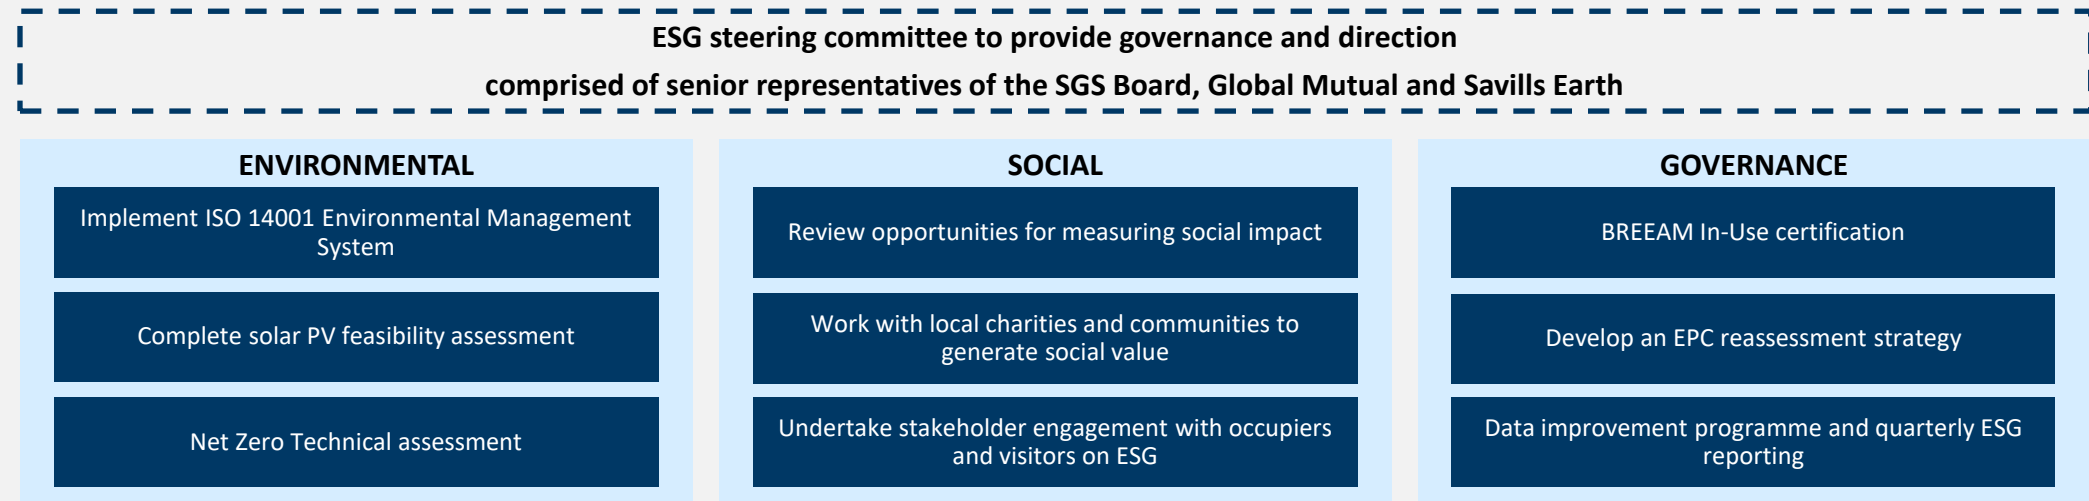 ESG steering committee to provide governance and direction
comprised of senior representatives of the SGS Board, Global Mutual and Savills Earth
ENVIRONMENTAL
Implement ISO 14001 Environmental Management
System
Complete solar PV feasibility assessment
Net Zero Technical assessment
SOCIAL
Review opportunities for measuring social impact
Work with local charities and communities to
generate social value
Undertake stakeholder engagement with occupiers
and visitors on ESG
GOVERNANCE
BREEAM In-Use certification
Develop an EPC reassessment strategy
Data improvement programme and quarterly ESG
reporting